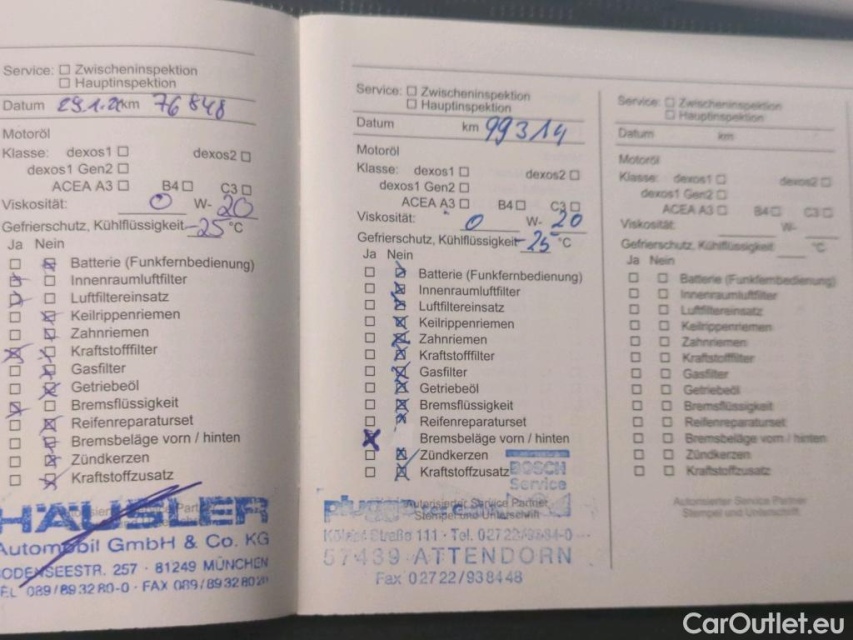 Service: ☐ Zwischeninspektion
☐ Hauptinspektion
Datum 29.1.2 km 76848
Motoröl
Klasse: dexos1 ☐ dexos2 ☐
dexos1 Gen2 ☐
ACEA A3 ☐ B4 ☐ C3 ☐
Viskosität: 0 W- 20
Gefrierschutz, Kühlflüssigkeit -25 °C
Ja Nein
☐ ☒ Batterie (Funkfernbedienung)
☒ ☐ Innenraumluftfilter
☒ ☐ Luftfiltereinsatz
☐ ☒ Keilrippenriemen
☐ ☒ Zahnriemen
☒ ☒ Kraftstofffilter
☐ ☒ Gasfilter
☐ ☒ Getriebeöl
☒ ☐ Bremsflüssigkeit
☐ ☒ Reifenreparaturset
☐ ☒ Bremsbeläge vorn / hinten
☐ ☒ Zündkerzen
☐ ☒ Kraftstoffzusatz
HÄUSLER
Automobil GmbH & Co. KG
BODENSEESTR. 257 · 81249 MÜNCHEN
TEL. 089/89 32 80-0 · FAX 089/89 32 80
Service: ☐ Zwischeninspektion
☐ Hauptinspektion
Datum km 99314
Motoröl
Klasse: dexos1 ☐ dexos2 ☐
dexos1 Gen2 ☐
ACEA A3 ☐ B4 ☐ C3 ☐
Viskosität: 0 W- 20
Gefrierschutz, Kühlflüssigkeit - 25 °C
Ja Nein
☐ ☒ Batterie (Funkfernbedienung)
☐ ☒ Innenraumluftfilter
☐ ☒ Luftfiltereinsatz
☐ ☒ Keilrippenriemen
☐ ☒ Zahnriemen
☐ ☒ Kraftstofffilter
☐ ☒ Gasfilter
☐ ☒ Getriebeöl
☐ ☒ Bremsflüssigkeit
☐ ☒ Reifenreparaturset
☒ Bremsbeläge vorn / hinten
☐ ☒ Zündkerzen
☐ ☒ Kraftstoffzusatz
BOSCH
Service
Autorisierter Service Partner
Stempel und Unterschrift
Straße 111 · Tel. 02722/9384-0
57439 ATTENDORN
Fax 02722/938448
Service: ☐ Zwischeninspektion
☐ Hauptinspektion
Datum km
Motoröl
Klasse: dexos1 ☐ dexos2 ☐
dexos1 Gen2 ☐
ACEA A3 ☐ B4 ☐ C3 ☐
Viskosität: W-
Gefrierschutz, Kühlflüssigkeit °C
Ja Nein
☐ ☐ Batterie (Funkfernbedienung)
☐ ☐ Innenraumluftfilter
☐ ☐ Luftfiltereinsatz
☐ ☐ Keilrippenriemen
☐ ☐ Zahnriemen
☐ ☐ Kraftstofffilter
☐ ☐ Gasfilter
☐ ☐ Getriebeöl
☐ ☐ Bremsflüssigkeit
☐ ☐ Reifenreparaturset
☐ ☐ Bremsbeläge vorn / hinten
☐ ☐ Zündkerzen
☐ ☐ Kraftstoffzusatz
Autorisierter Service Partner
Stempel und Unterschrift
CarOutlet.eu